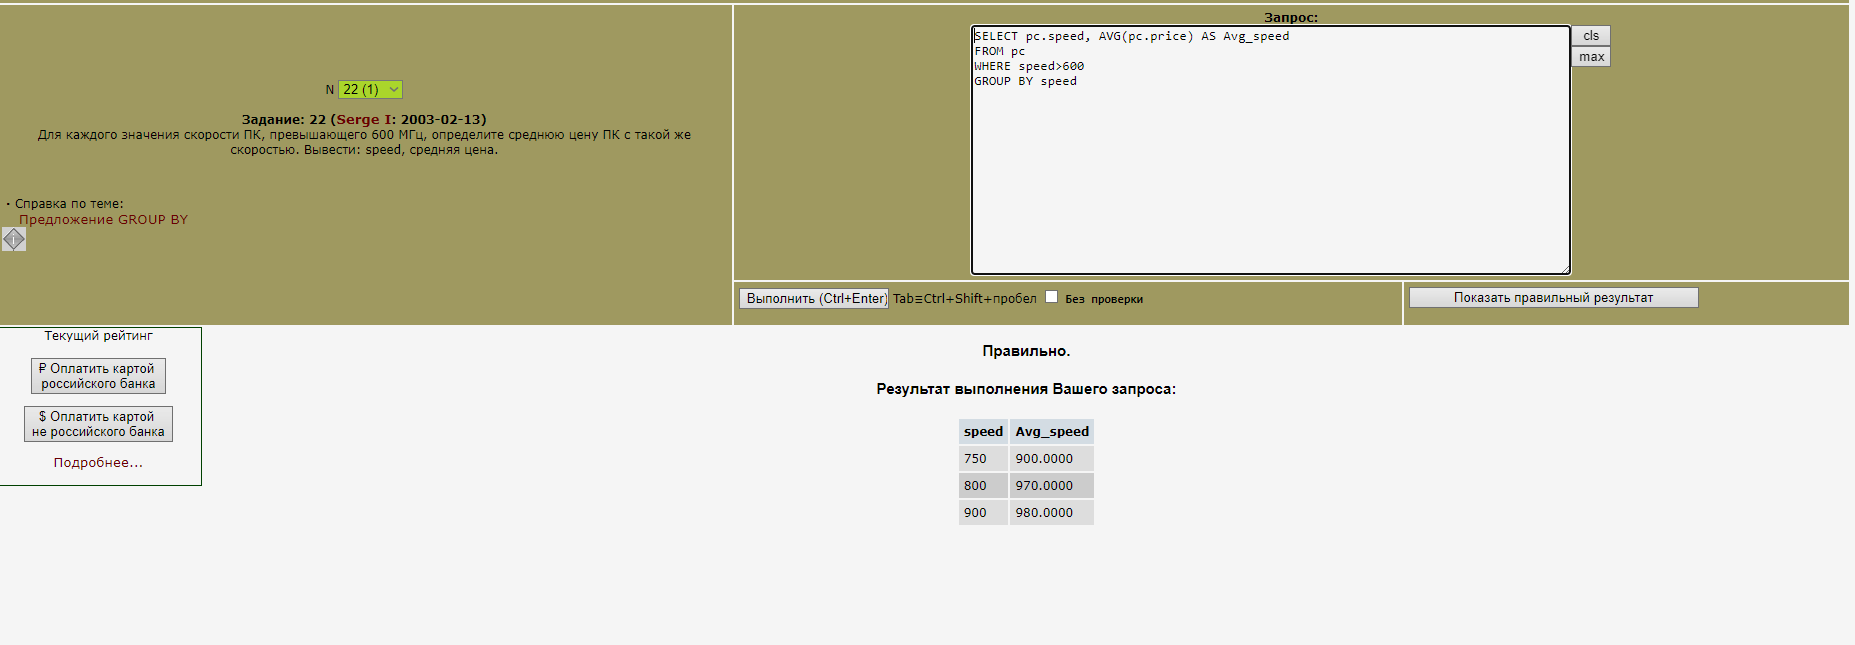 N 22 (1)
Задание: 22 (Serge I: 2003-02-13)
Для каждого значения скорости ПК, превышающего 600 МГц, определите среднюю цену ПК с такой же
скоростью. Вывести: speed, средняя цена.
· Справка по теме:
Предложение GROUP BY
Запрос:
SELECT pc.speed, AVG(pc.price) AS Avg_speed
FROM pc
WHERE speed>600
GROUP BY speed
cls
max
Выполнить (Ctrl+Enter) Tab≡Ctrl+Shift+пробел Без проверки
Показать правильный результат
Текущий рейтинг
₽ Оплатить картой
российского банка
$ Оплатить картой
не российского банка
Подробнее...
Правильно.
Результат выполнения Вашего запроса:
speed Avg_speed
750 900.0000
800 970.0000
900 980.0000